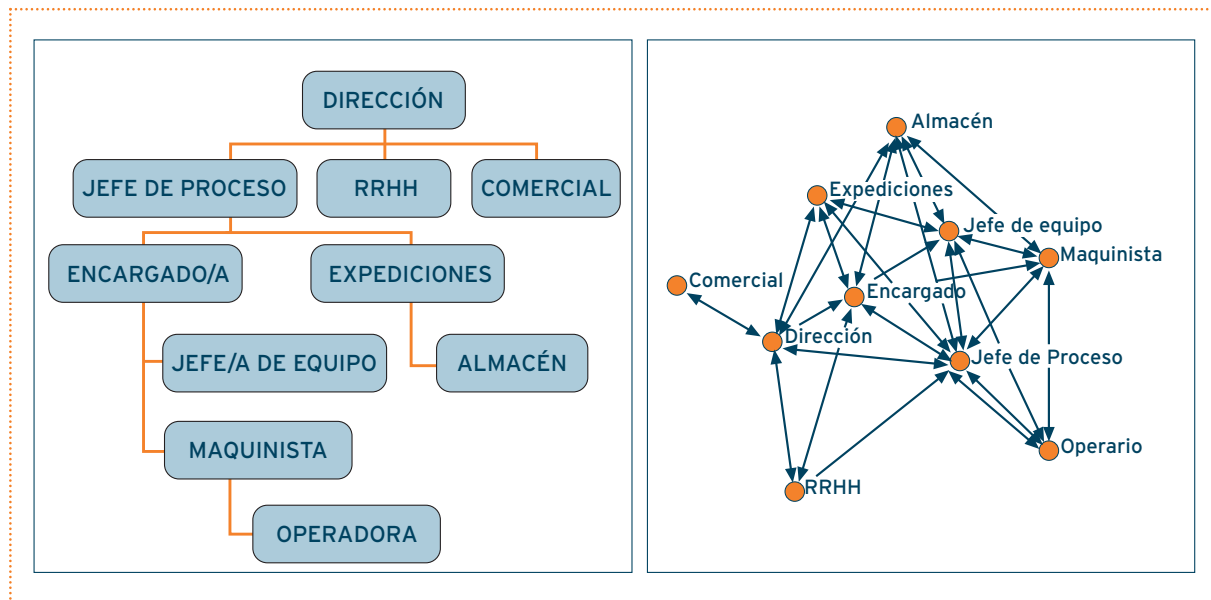 DIRECCIÓN
JEFE DE PROCESO
RRHH
COMERCIAL
ENCARGADO/A
EXPEDICIONES
JEFE/A DE EQUIPO
ALMACÉN
MAQUINISTA
OPERADORA
Almacén
Expediciones
Jefe de equipo
Maquinista
Comercial
Encargado
Dirección
Jefe de Proceso
Operario
RRHH